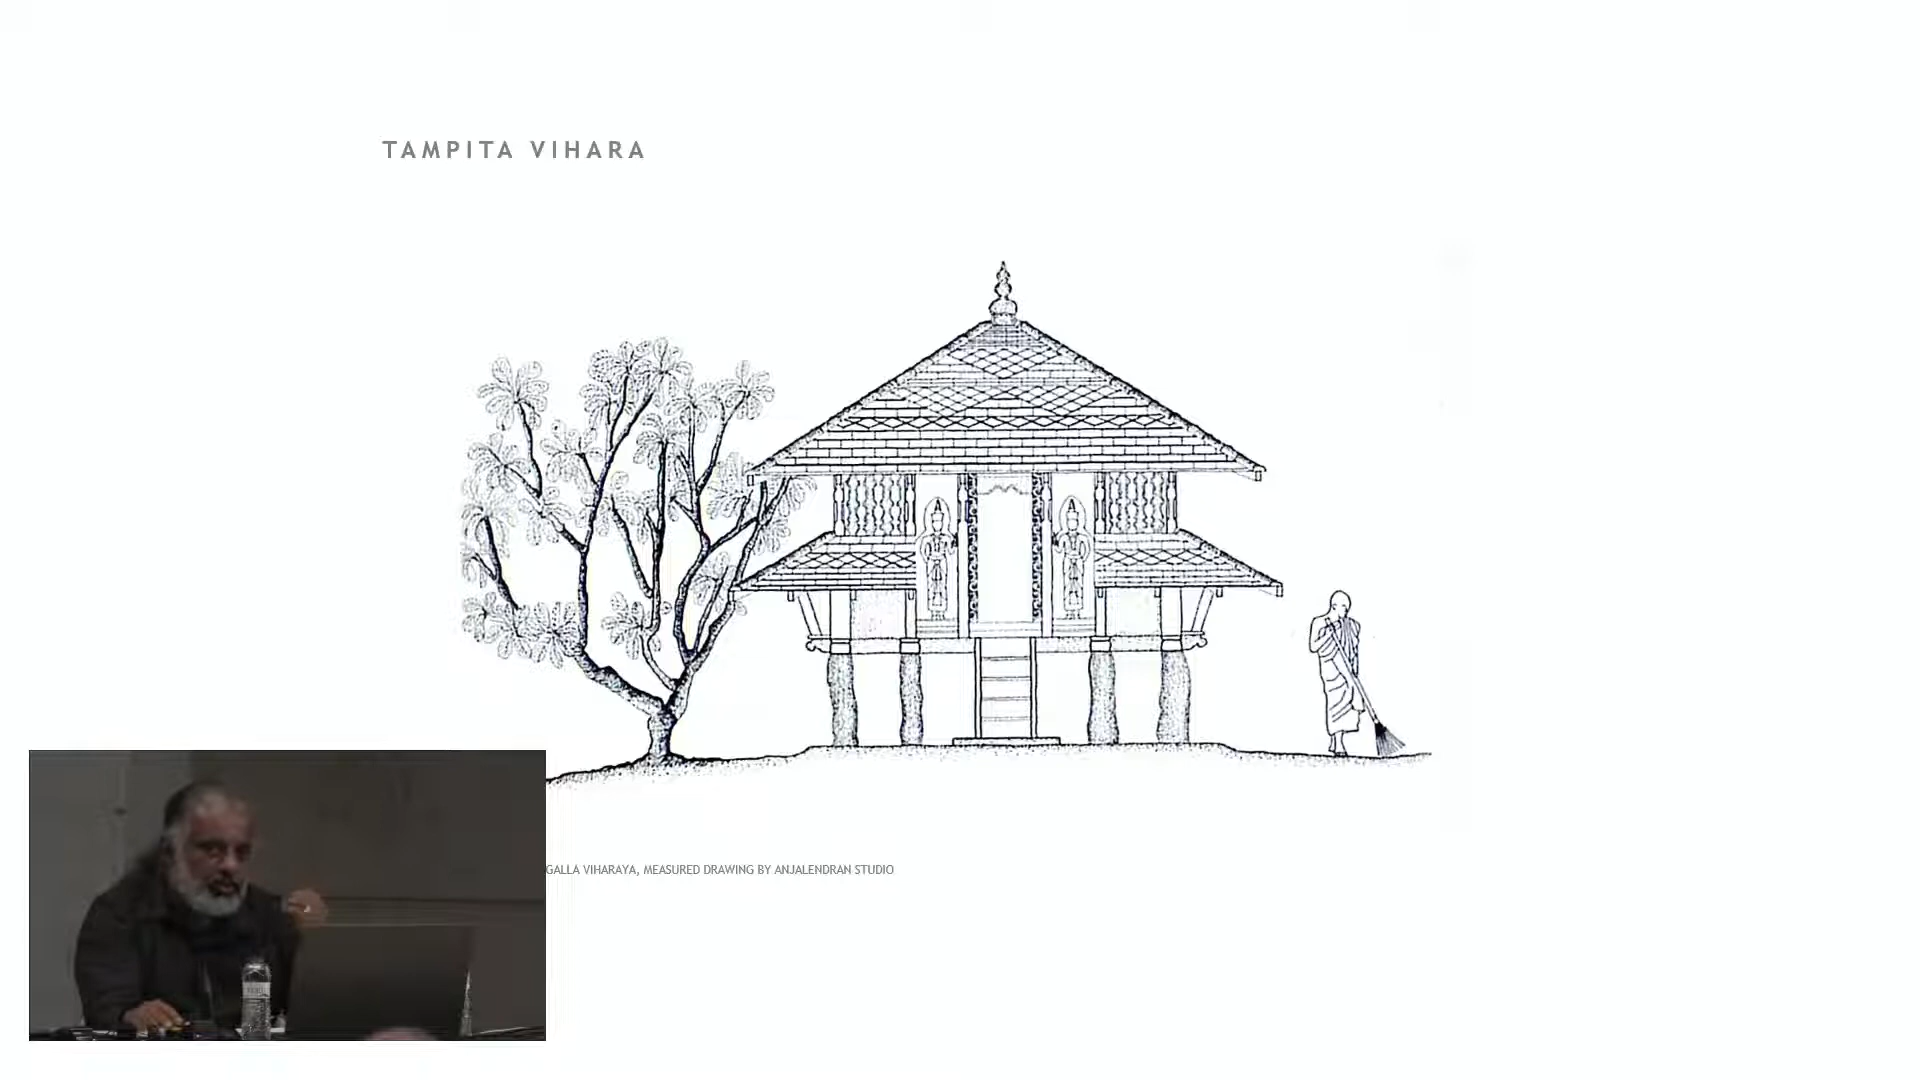 TAMPITA VIHARA
GALLA VIHARAYA, MEASURED DRAWING BY ANJALENDRAN STUDIO